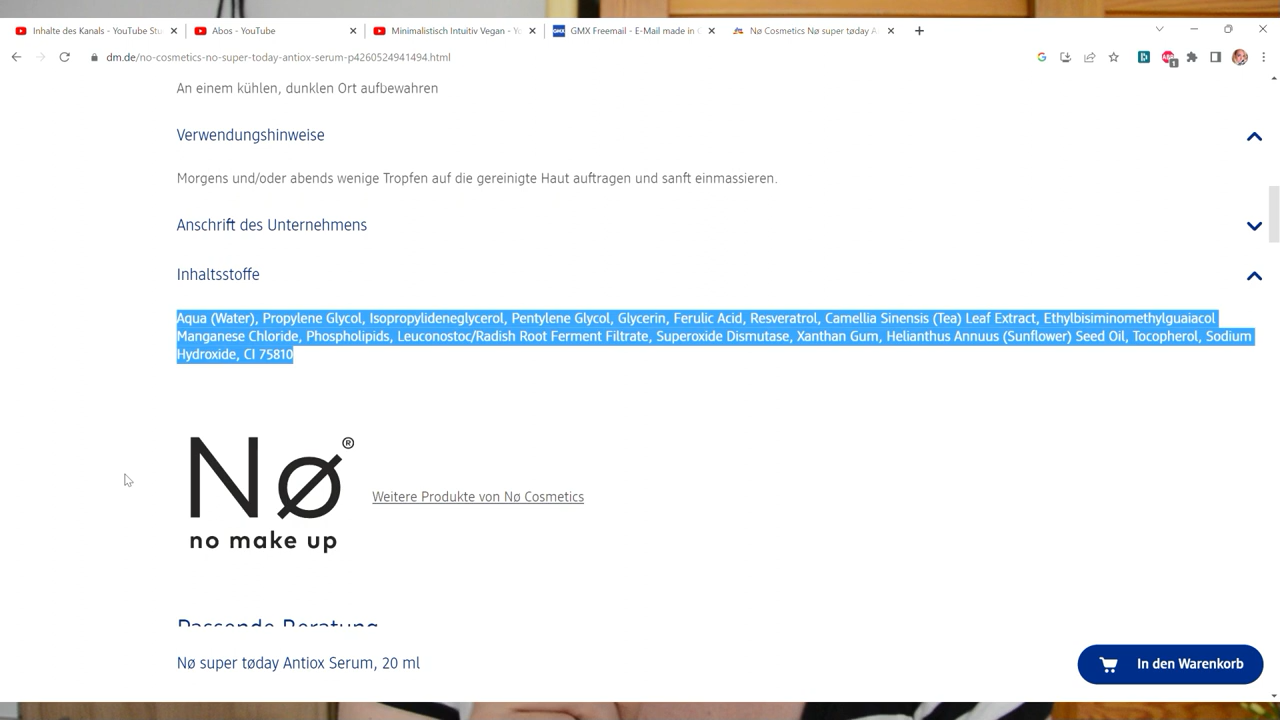 Inhalte des Kanals - YouTube Stu
Abos - YouTube
Minimalistisch Intuitiv Vegan - Yo
GMX Freemail - E-Mail made in G
Nø Cosmetics Nø super tøday A
dm.de/no-cosmetics-no-super-today-antiox-serum-p4260524941494.html
An einem kühlen, dunklen Ort aufbewahren
Verwendungshinweise
Morgens und/oder abends wenige Tropfen auf die gereinigte Haut auftragen und sanft einmassieren.
Anschrift des Unternehmens
Inhaltsstoffe
Aqua (Water), Propylene Glycol, Isopropylideneglycerol, Pentylene Glycol, Glycerin, Ferulic Acid, Resveratrol, Camellia Sinensis (Tea) Leaf Extract, Ethylbisiminomethylguaiacol
Manganese Chloride, Phospholipids, Leuconostoc/Radish Root Ferment Filtrate, Superoxide Dismutase, Xanthan Gum, Helianthus Annuus (Sunflower) Seed Oil, Tocopherol, Sodium
Hydroxide, CI 75810
Nø®
no make up
Weitere Produkte von Nø Cosmetics
Passende Beratung
Nø super tøday Antiox Serum, 20 ml
In den Warenkorb